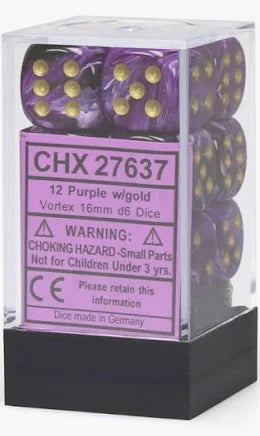 CHX 27637
12 Purple w/gold
Vortex 16mm d6 Dice
WARNING:
CHOKING HAZARD-Small Parts
Not for Children Under 3 yrs.
CE Please retain this
information
Dice made in Germany